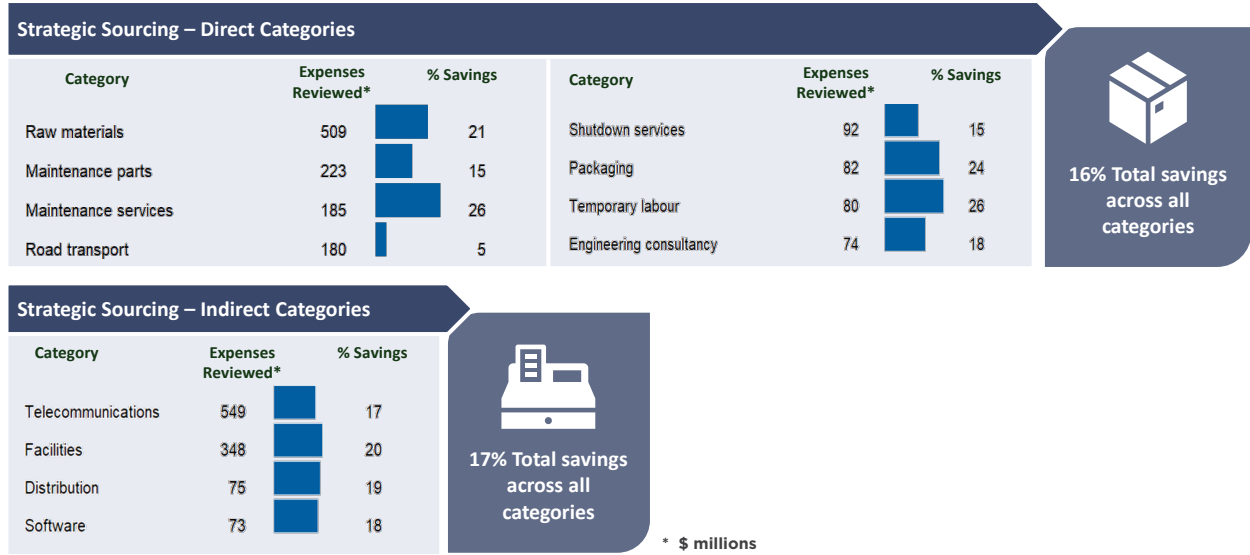 Strategic Sourcing – Direct Categories
Category Expenses Reviewed* % Savings
Raw materials 509 21
Maintenance parts 223 15
Maintenance services 185 26
Road transport 180 5
Category Expenses Reviewed* % Savings
Shutdown services 92 15
Packaging 82 24
Temporary labour 80 26
Engineering consultancy 74 18
16% Total savings
across all
categories
Strategic Sourcing – Indirect Categories
Category Expenses Reviewed* % Savings
Telecommunications 549 17
Facilities 348 20
Distribution 75 19
Software 73 18
17% Total savings
across all
categories
* $ millions